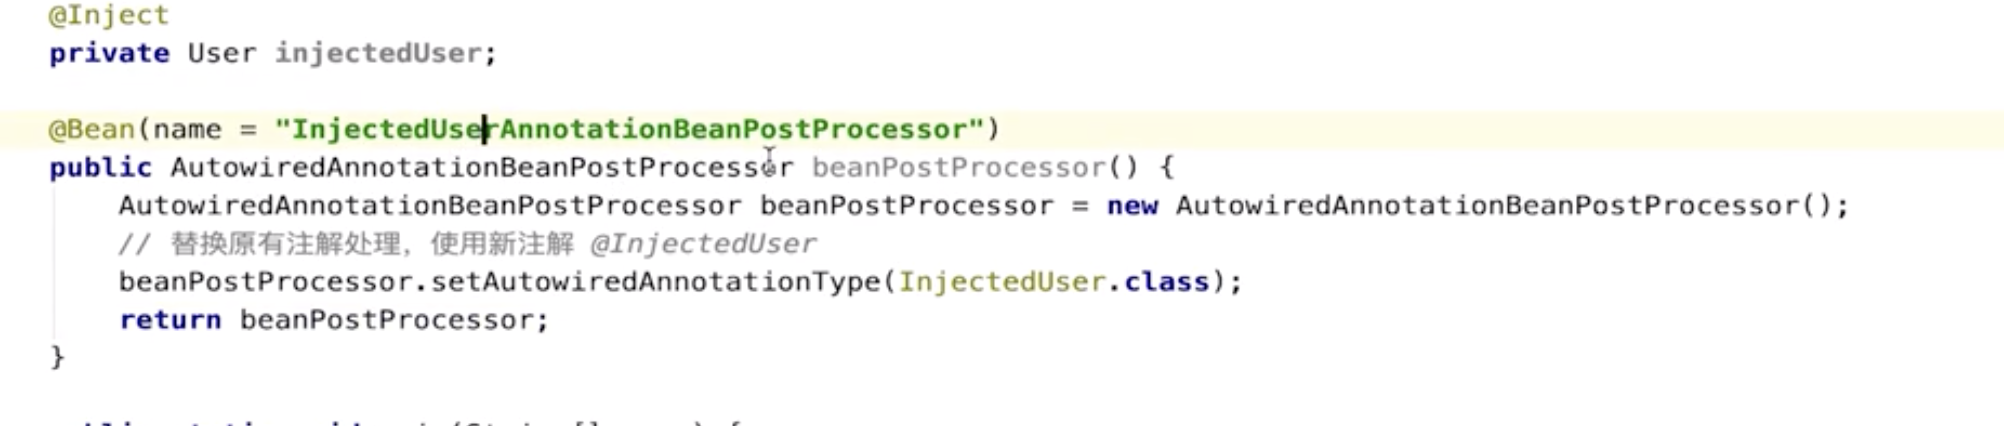 @Inject
private User injectedUser;
@Bean(name = "InjectedUserAnnotationBeanPostProcessor")
public AutowiredAnnotationBeanPostProcessor beanPostProcessor() {
AutowiredAnnotationBeanPostProcessor beanPostProcessor = new AutowiredAnnotationBeanPostProcessor();
// 替换原有注解处理，使用新注解 @InjectedUser
beanPostProcessor.setAutowiredAnnotationType(InjectedUser.class);
return beanPostProcessor;
}